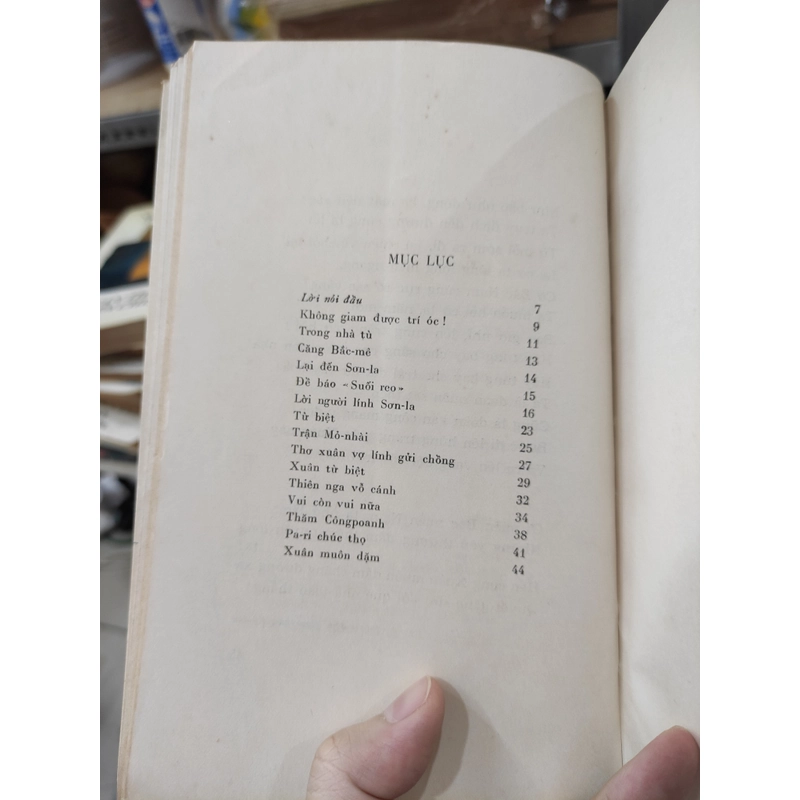 MỤC LỤC
Lời nói đầu 7
Không giam được trí óc! 9
Trong nhà tù 11
Căng Bắc-mê 13
Lại đến Sơn-la 14
Đề báo «Suối reo» 15
Lời người lính Sơn-la 16
Từ biệt 23
Trận Mỏ-nhài 25
Thơ xuân vợ lính gửi chồng 27
Xuân từ biệt 29
Thiên nga vỗ cánh 32
Vui còn vui nữa 34
Thăm Côngpoanh 38
Pa-ri chúc thọ 41
Xuân muôn dặm 44